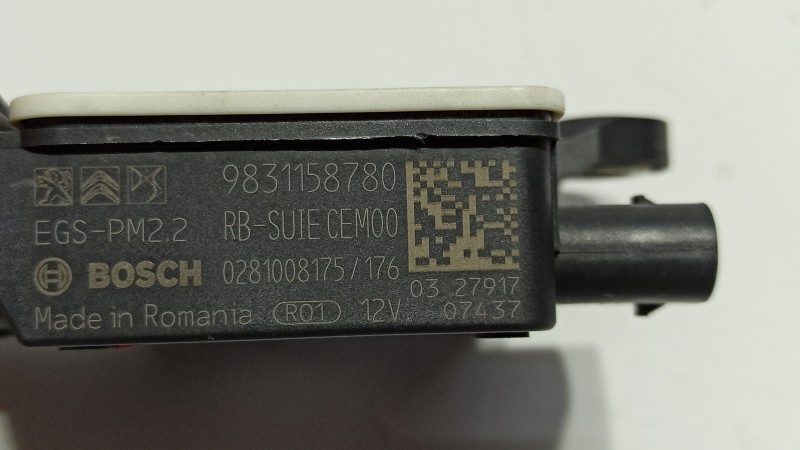 9831158780
EGS-PM2.2 RB-SUIE CEM00
BOSCH 0281008175/176
03 27917
Made in Romania R01 12V 07437